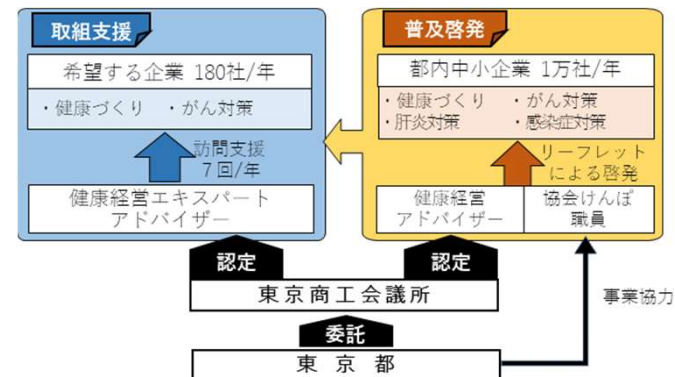 取組支援
希望する企業 180社/年
・健康づくり ・がん対策
訪問支援
7回/年
健康経営エキスパート
アドバイザー
普及啓発
都内中小企業 1万社/年
・健康づくり ・がん対策
・肝炎対策 ・感染症対策
リーフレット
による啓発
健康経営
アドバイザー
協会けんぽ
職員
認定
認定
東京商工会議所
事業協力
委託
東京都